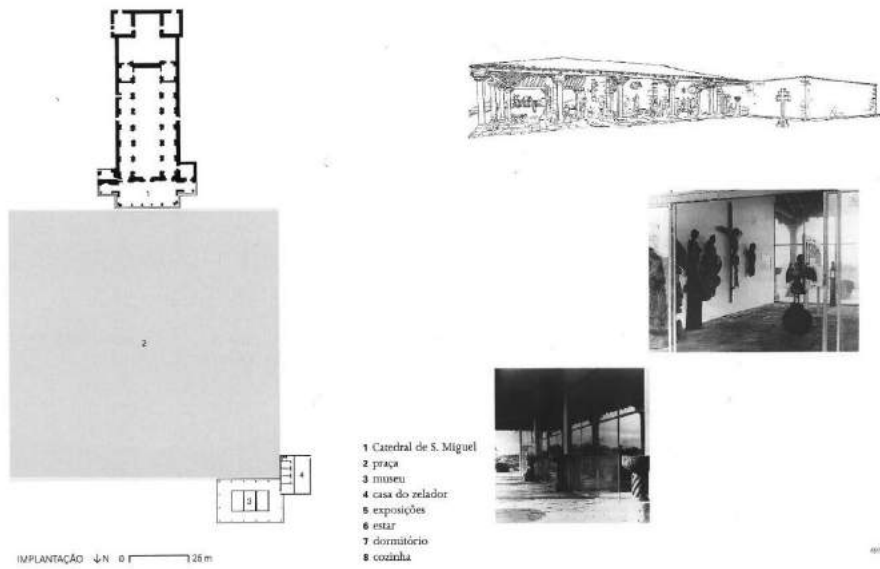 1
2
3
4
1 Catedral de S. Miguel
2 praça
3 museu
4 casa do zelador
5 exposições
6 estar
7 dormitório
8 cozinha
IMPLANTAÇÃO ↓N 0 25 m